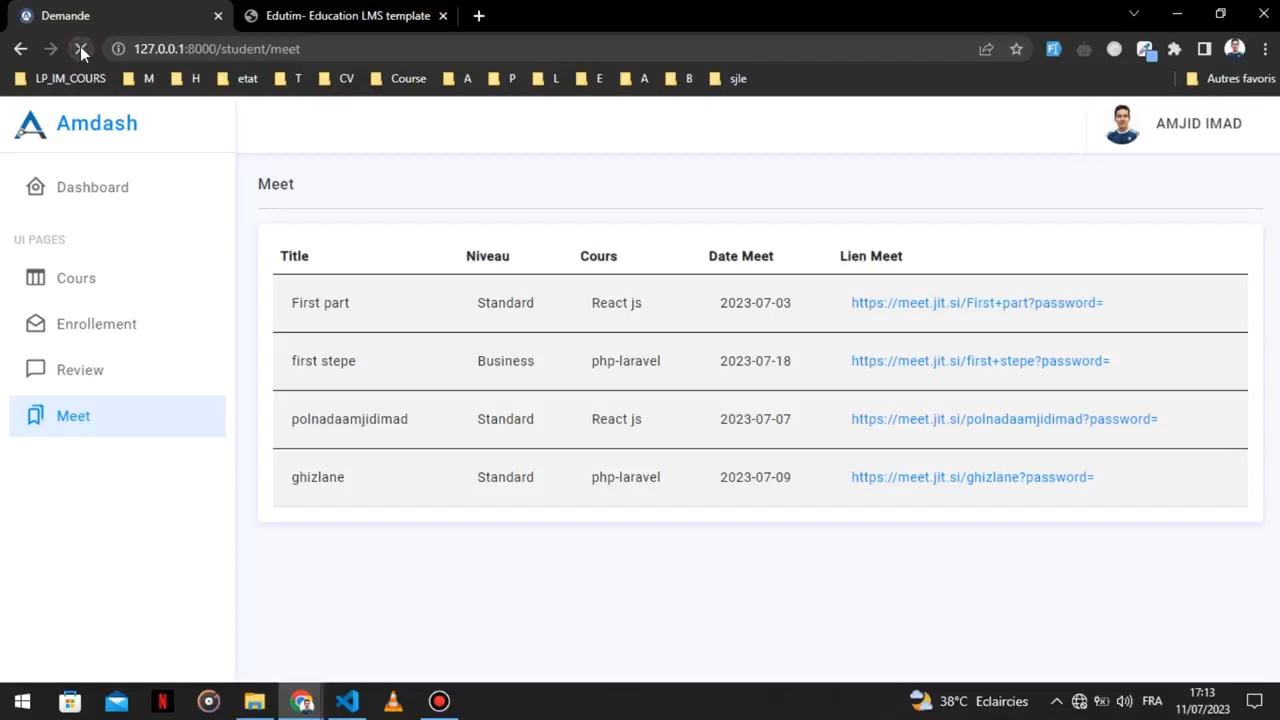 Demande
Edutim- Education LMS template
127.0.0.1:8000/student/meet
LP_IM_COURS M H etat T CV Course A P L E A B sjle Autres favoris
Amdash
AMJID IMAD
Dashboard
UI PAGES
Cours
Enrollement
Review
Meet
Meet
Title Niveau Cours Date Meet Lien Meet
First part Standard React js 2023-07-03 https://meet.jit.si/First+part?password=
first stepe Business php-laravel 2023-07-18 https://meet.jit.si/first+stepe?password=
polnadaamjidimad Standard React js 2023-07-07 https://meet.jit.si/polnadaamjidimad?password=
ghizlane Standard php-laravel 2023-07-09 https://meet.jit.si/ghizlane?password=
38°C Eclaircies FRA 17:13
11/07/2023